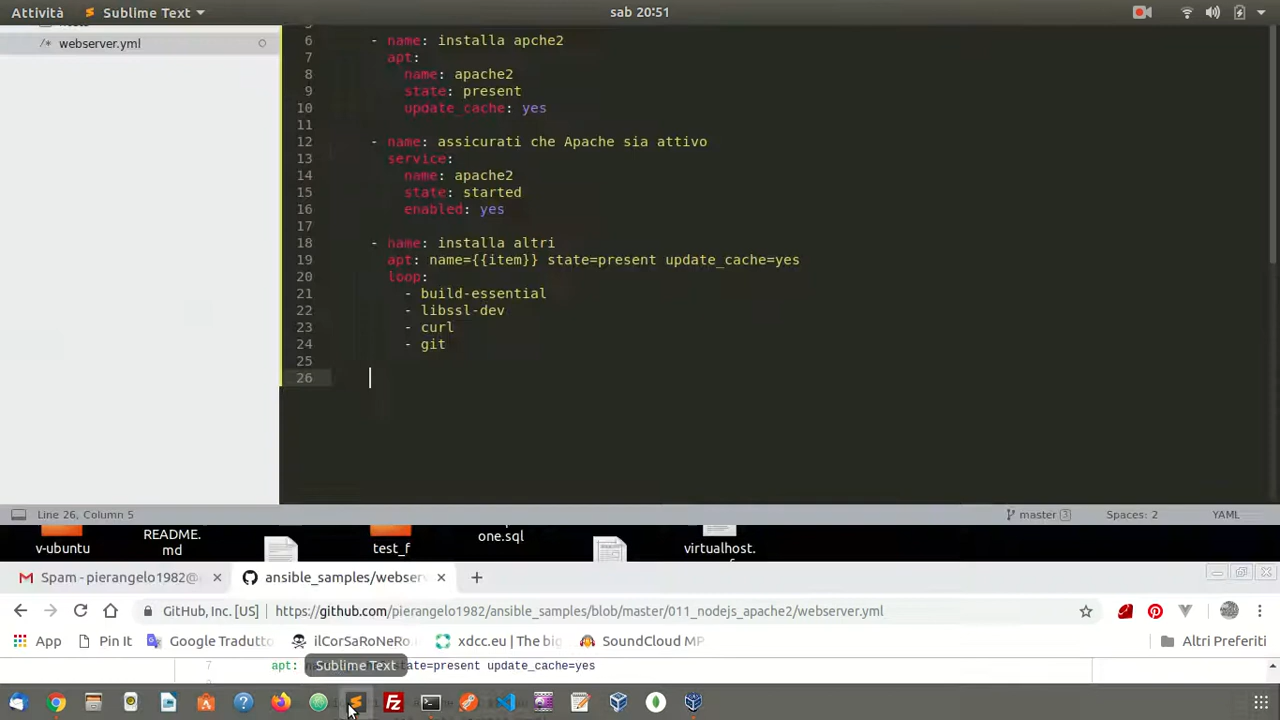 Attività Sublime Text sab 20:51
/* webserver.yml
5
6 - name: installa apche2
7 apt:
8 name: apache2
9 state: present
10 update_cache: yes
11
12 - name: assicurati che Apache sia attivo
13 service:
14 name: apache2
15 state: started
16 enabled: yes
17
18 - name: installa altri
19 apt: name={{item}} state=present update_cache=yes
20 loop:
21 - build-essential
22 - libssl-dev
23 - curl
24 - git
25
26
Line 26, Column 5 master 3 Spaces: 2 YAML
v-ubuntu
README.
md
test_f
one.sql
virtualhost.
Spam - pierangelo1982@ ansible_samples/webserv
GitHub, Inc. [US] https://github.com/pierangelo1982/ansible_samples/blob/master/011_nodejs_apache2/webserver.yml
App Pin It Google Tradutto ilCorSaRoNeRo. xdcc.eu | The big SoundCloud MP Altri Preferiti
7 apt: state=present update_cache=yes
Sublime Text